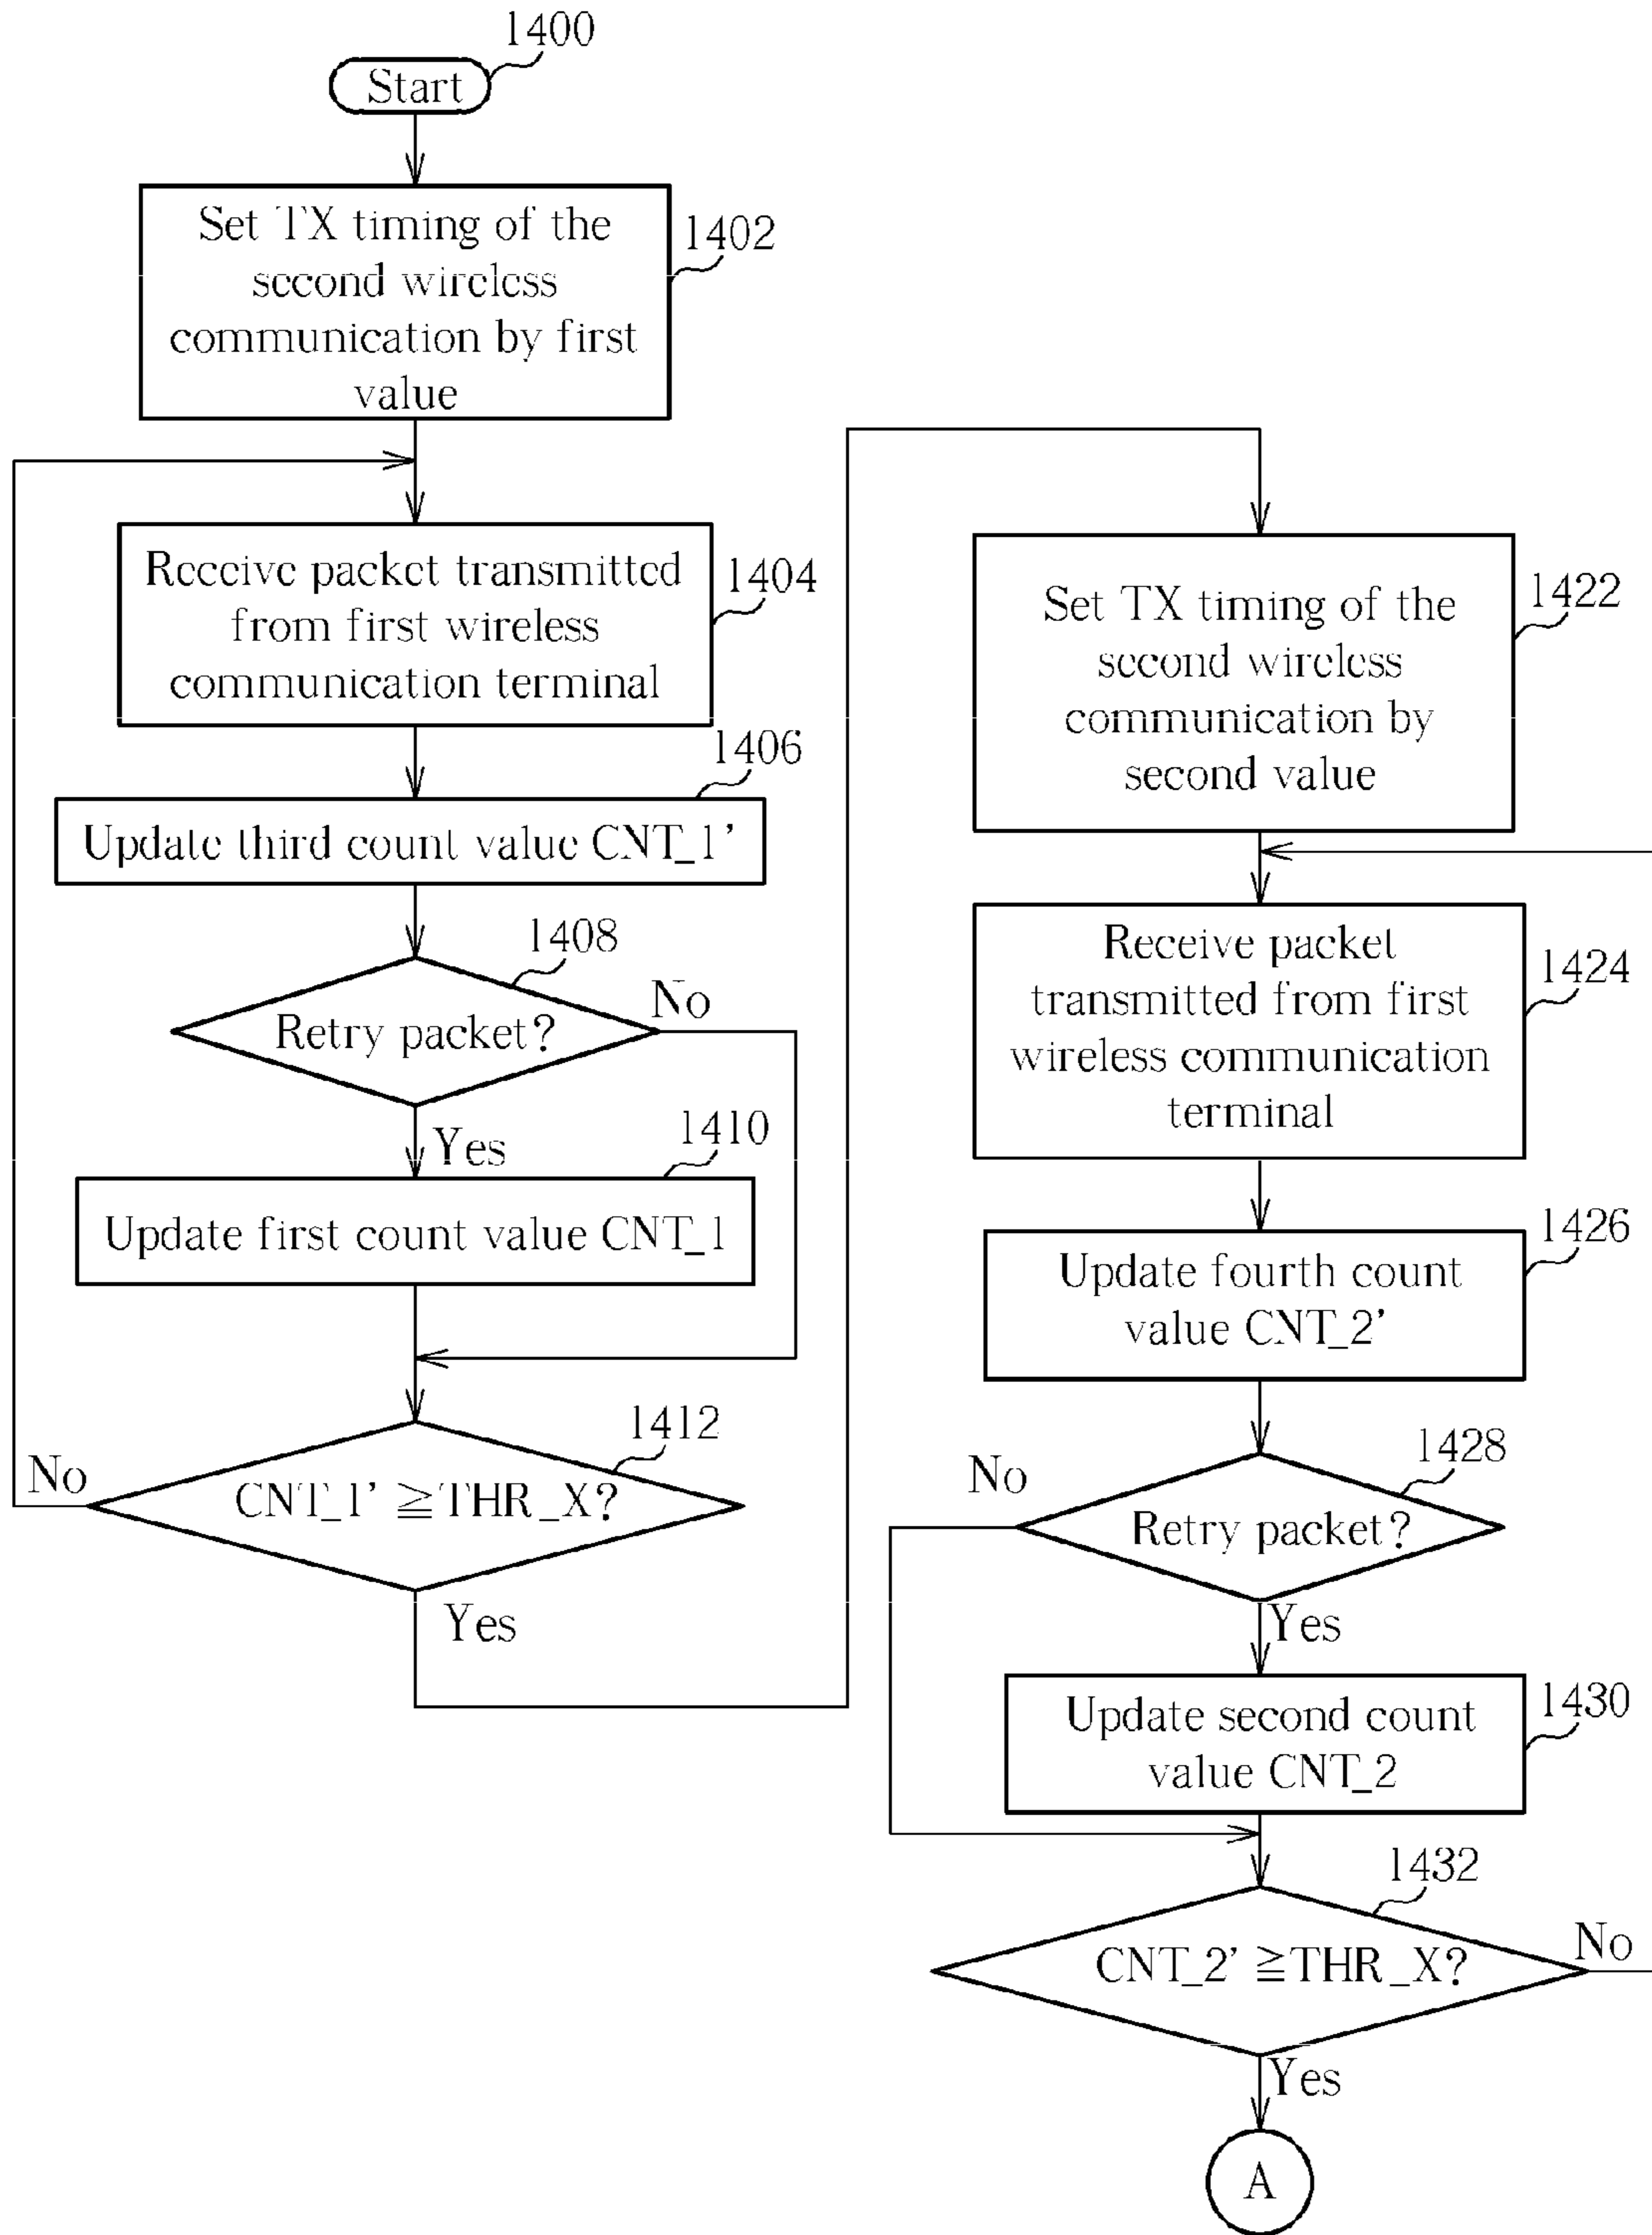 1400
Start
Set TX timing of the
second wireless
communication by first
value
1402
Receive packet transmitted
from first wireless
communication terminal
1404
1406
Update third count value CNT_1'
1408
Retry packet?
No
Yes
1410
Update first count value CNT_1
1412
CNT_1' ≧THR_X?
No
Yes
Set TX timing of the
second wireless
communication by
second value
1422
Receive packet
transmitted from first
wireless communication
terminal
1424
Update fourth count
value CNT_2'
1426
1428
No
Retry packet?
Yes
Update second count
value CNT_2
1430
1432
CNT_2' ≧THR_X?
No
Yes
A